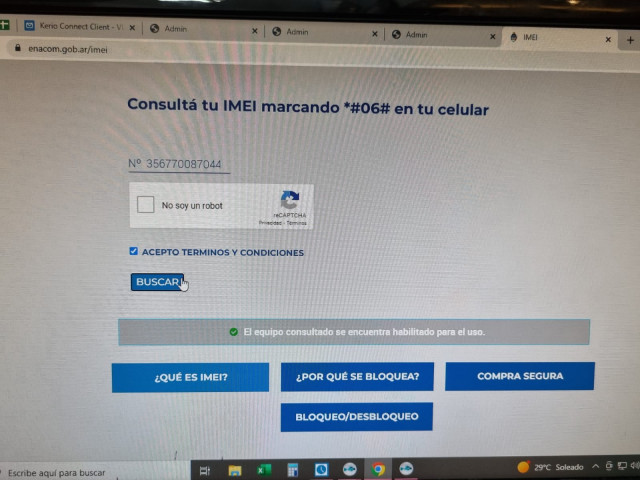 Kerio Connect Client - V
Admin
Admin
Admin
IMEI
enacom.gob.ar/imei
Consultá tu IMEI marcando *#06# en tu celular
Nº 356770087044
No soy un robot
reCAPTCHA
Privacidad - Términos
ACEPTO TERMINOS Y CONDICIONES
BUSCAR
El equipo consultado se encuentra habilitado para el uso.
¿QUÉ ES IMEI?
¿POR QUÉ SE BLOQUEA?
COMPRA SEGURA
BLOQUEO/DESBLOQUEO
Escribe aquí para buscar
29°C Soleado